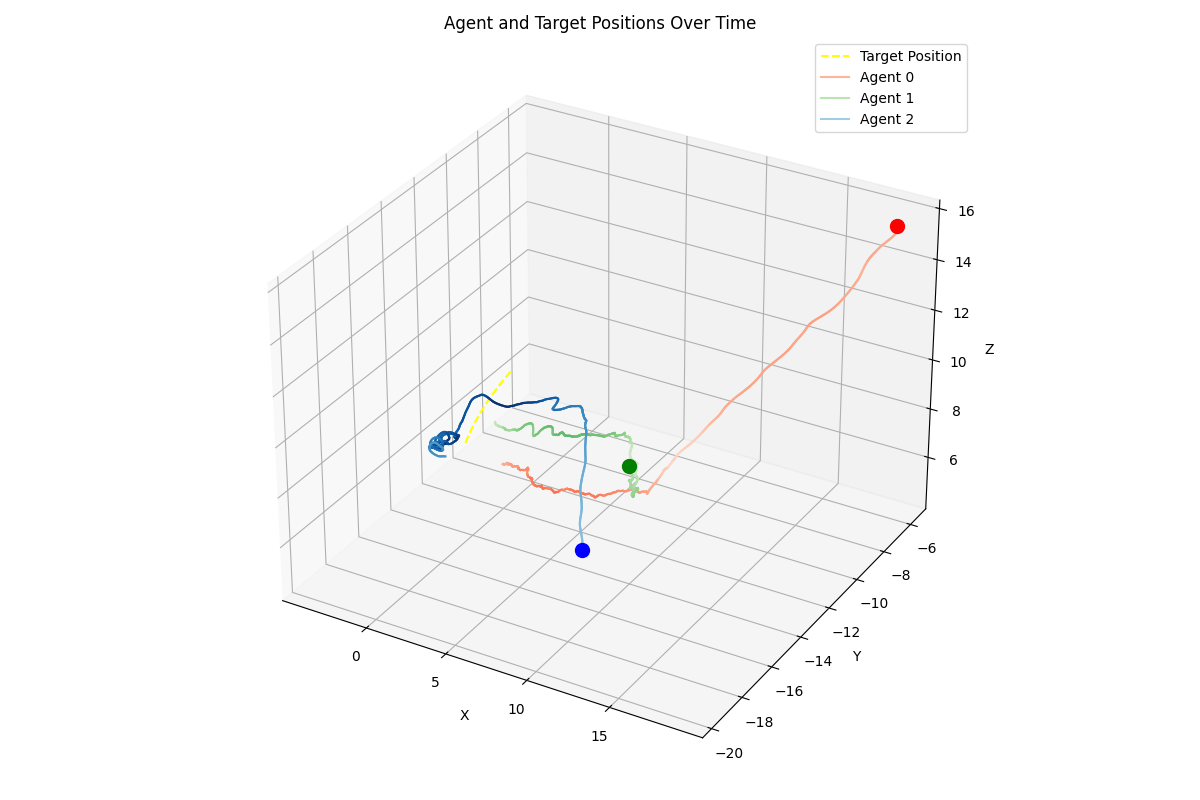 Agent and Target Positions Over Time
Target Position
Agent 0
Agent 1
Agent 2
16
14
12
Z
10
8
6
−6
−8
−10
−12
Y
−14
−16
−18
−20
0
5
10
15
X